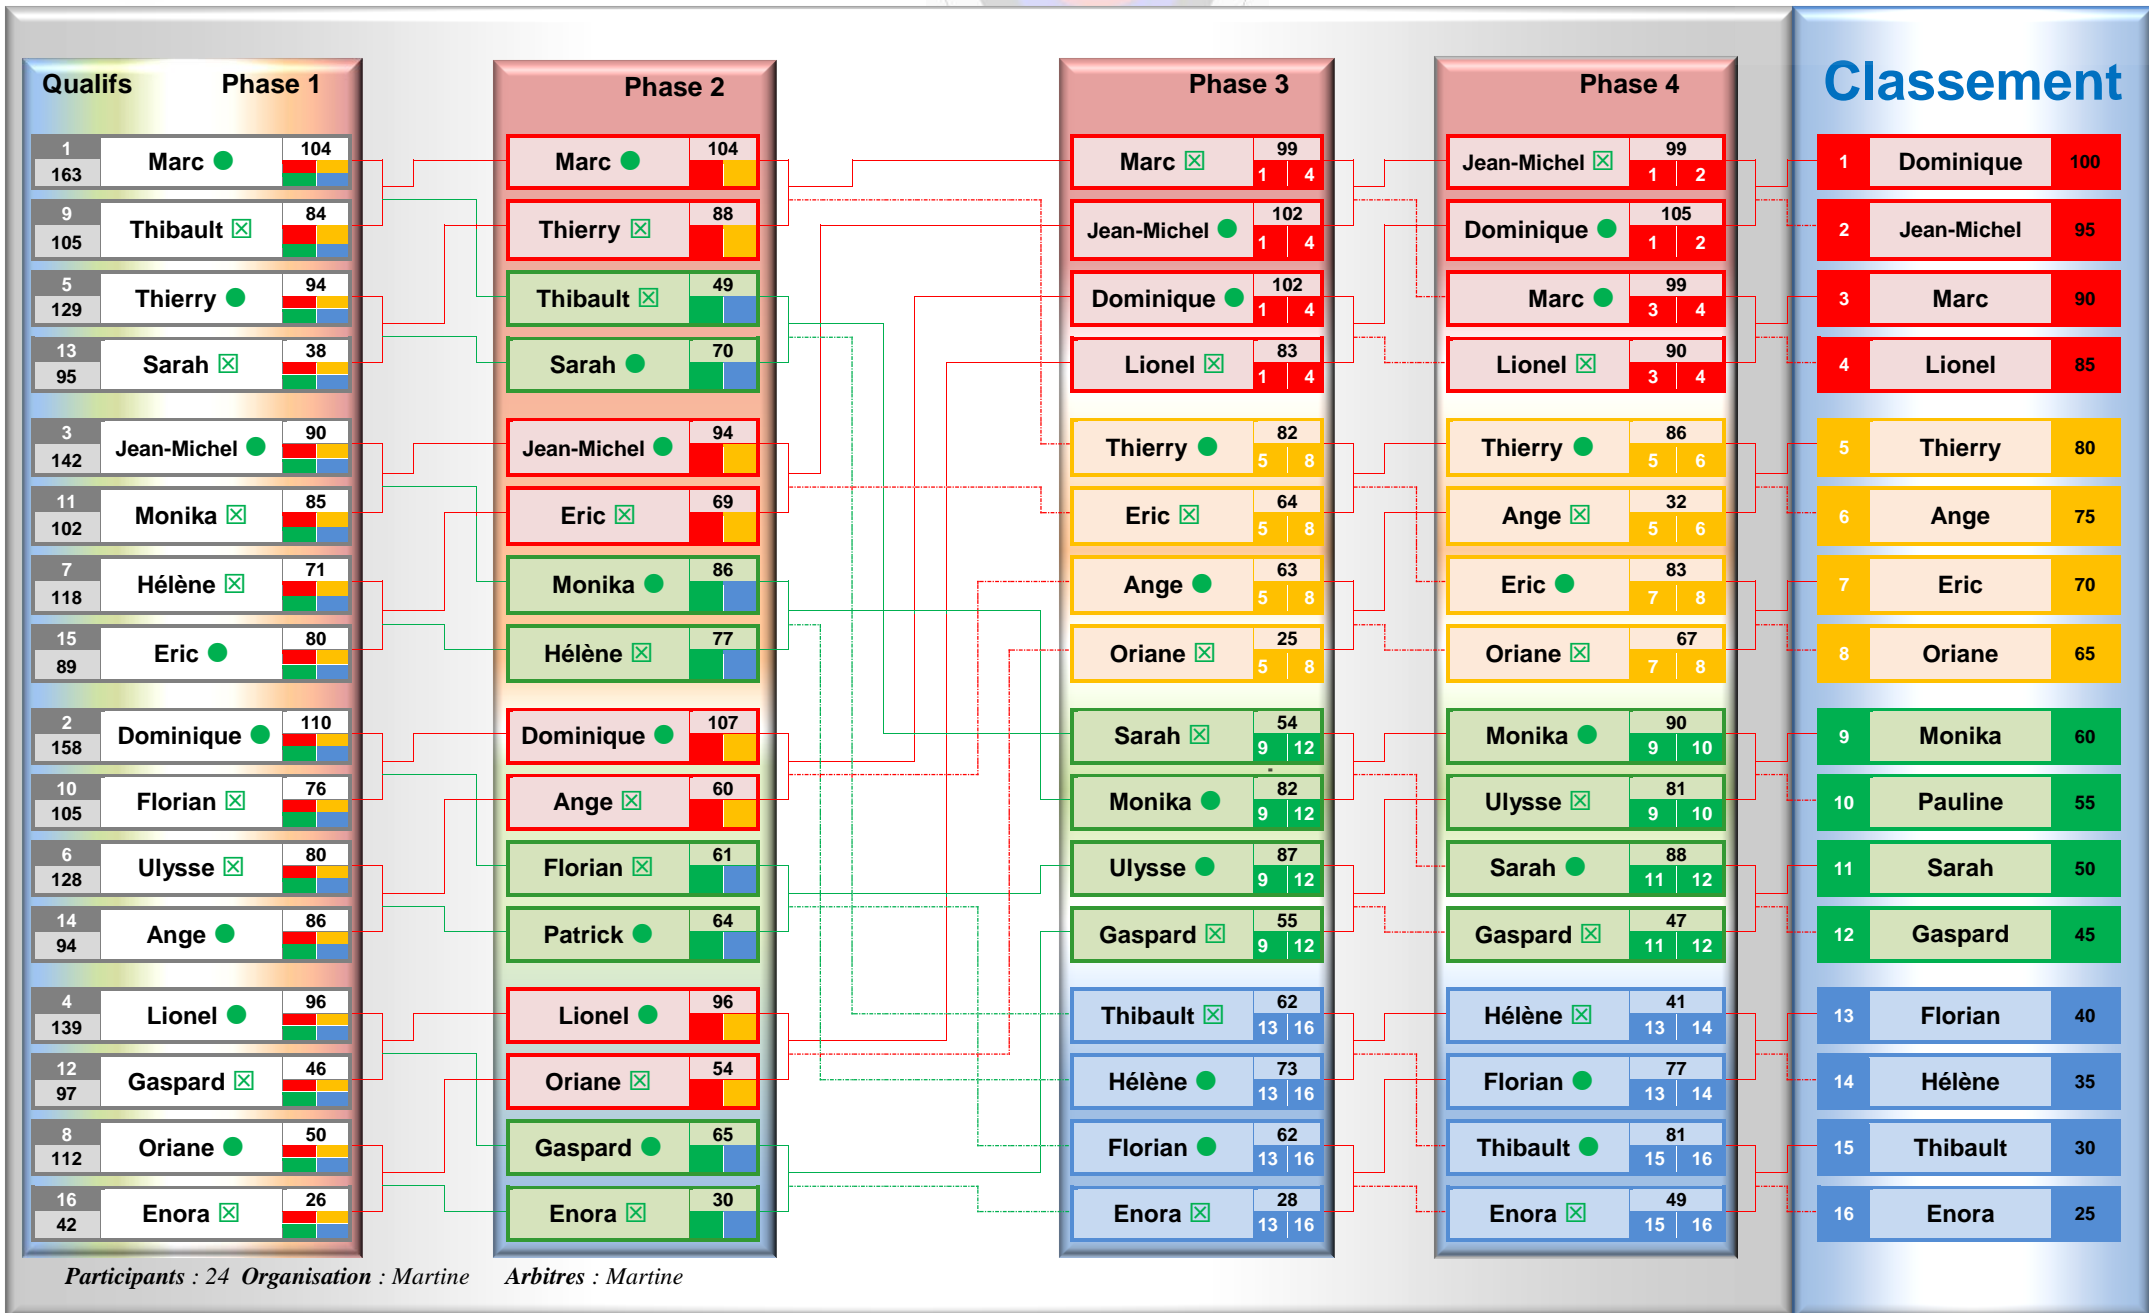 Qualifs Phase 1
1 163 Marc 104
9 105 Thibault 84
5 129 Thierry 94
13 95 Sarah 38
3 142 Jean-Michel 90
11 102 Monika 85
7 118 Hélène 71
15 89 Eric 80
2 158 Dominique 110
10 105 Florian 76
6 128 Ulysse 80
14 94 Ange 86
4 139 Lionel 96
12 97 Gaspard 46
8 112 Oriane 50
16 42 Enora 26
Phase 2
Marc 104
Thierry 88
Thibault 49
Sarah 70
Jean-Michel 94
Eric 69
Monika 86
Hélène 77
Dominique 107
Ange 60
Florian 61
Patrick 64
Lionel 96
Oriane 54
Gaspard 65
Enora 30
Phase 3
Marc 99 1 4
Jean-Michel 102 1 4
Dominique 102 1 4
Lionel 83 1 4
Thierry 82 5 8
Eric 64 5 8
Ange 63 5 8
Oriane 25 5 8
Sarah 54 9 12
Monika 82 9 12
Ulysse 87 9 12
Gaspard 55 9 12
Thibault 62 13 16
Hélène 73 13 16
Florian 62 13 16
Enora 28 13 16
Phase 4
Jean-Michel 99 1 2
Dominique 105 1 2
Marc 99 3 4
Lionel 90 3 4
Thierry 86 5 6
Ange 32 5 6
Eric 83 7 8
Oriane 67 7 8
Monika 90 9 10
Ulysse 81 9 10
Sarah 88 11 12
Gaspard 47 11 12
Hélène 41 13 14
Florian 77 13 14
Thibault 81 15 16
Enora 49 15 16
Classement
1 Dominique 100
2 Jean-Michel 95
3 Marc 90
4 Lionel 85
5 Thierry 80
6 Ange 75
7 Eric 70
8 Oriane 65
9 Monika 60
10 Pauline 55
11 Sarah 50
12 Gaspard 45
13 Florian 40
14 Hélène 35
15 Thibault 30
16 Enora 25
Participants : 24 Organisation : Martine Arbitres : Martine